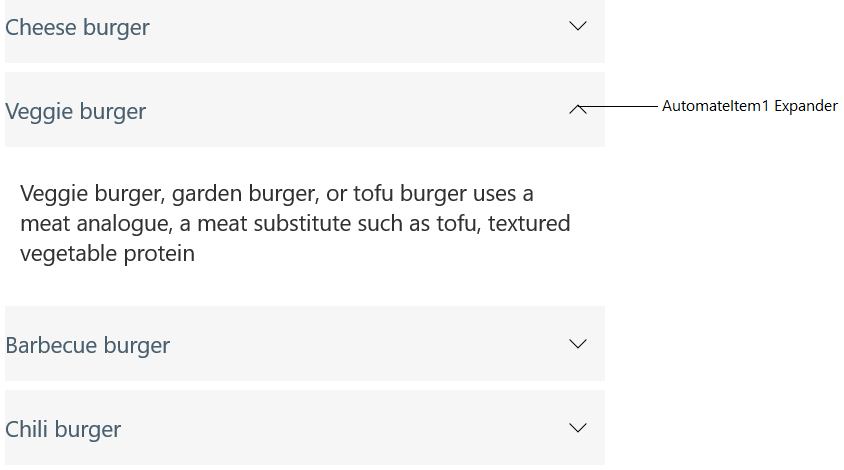 Cheese burger
Veggie burger
AutomateItem1 Expander
Veggie burger, garden burger, or tofu burger uses a
meat analogue, a meat substitute such as tofu, textured
vegetable protein
Barbecue burger
Chili burger